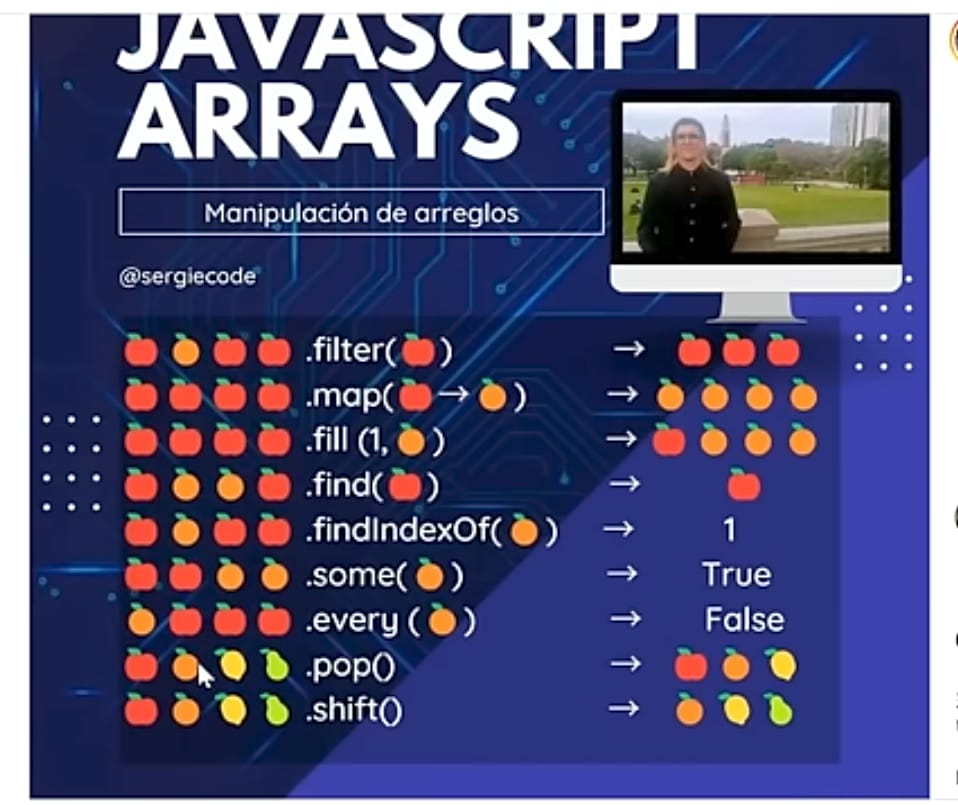 JAVASCRIPT
ARRAYS
Manipulación de arreglos
@sergiecode
🍎🍊🍎🍎 .filter(🍎) → 🍎🍎🍎
🍎🍎🍎🍎 .map(🍎→🍊) → 🍊🍊🍊🍊
🍎🍎🍎🍎 .fill (1, 🍊) → 🍎🍊🍊🍊
🍎🍊🍊🍎 .find(🍎) → 🍎
🍎🍊🍎🍎 .findIndexOf(🍊) → 1
🍎🍎🍊🍊 .some(🍊) → True
🍊🍎🍎🍎 .every (🍊) → False
🍎🍊🍋🍐 .pop() → 🍎🍊🍋
🍎🍊🍋🍐 .shift() → 🍊🍋🍐